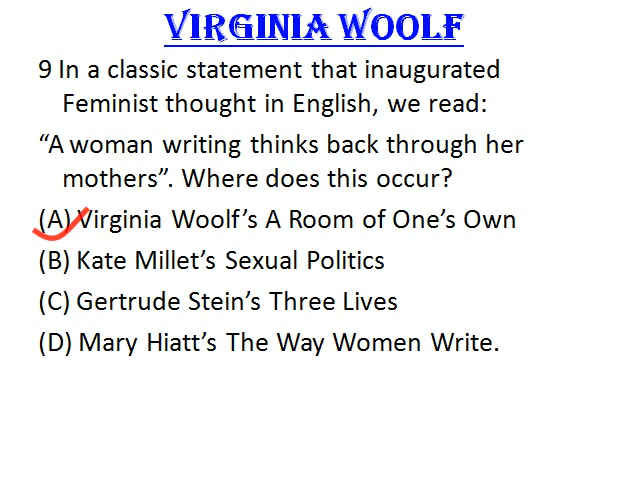 VIRGINIA WOOLF
9 In a classic statement that inaugurated
Feminist thought in English, we read:
“A woman writing thinks back through her
mothers”. Where does this occur?
(A) Virginia Woolf’s A Room of One’s Own
(B) Kate Millet’s Sexual Politics
(C) Gertrude Stein’s Three Lives
(D) Mary Hiatt’s The Way Women Write.